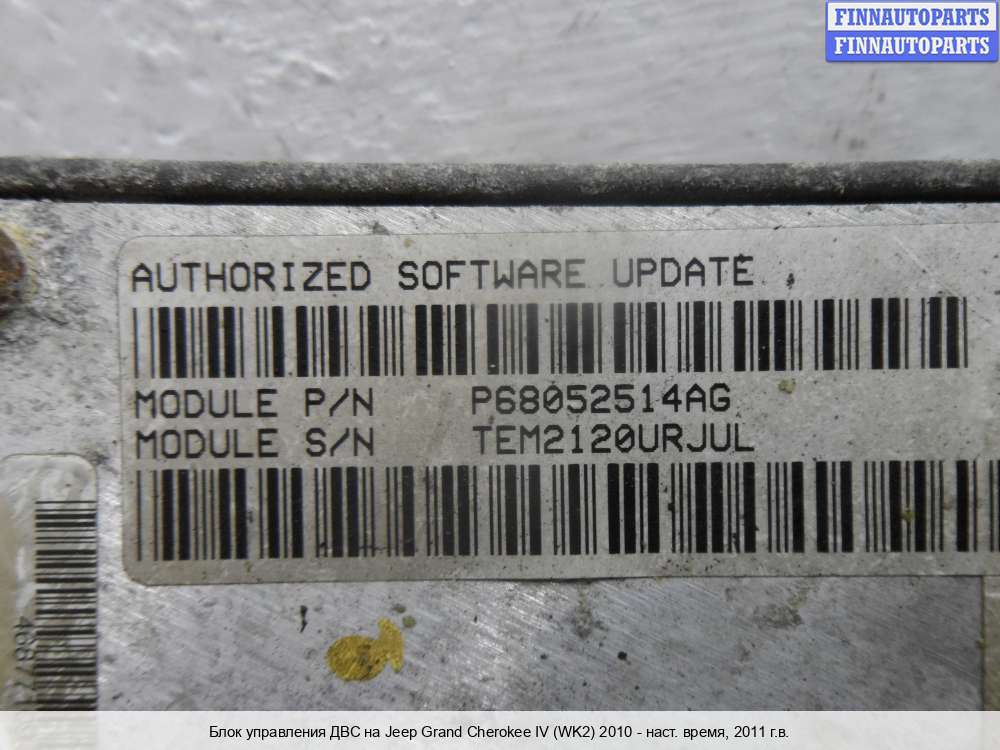 FINNAUTOPARTS
FINNAUTOPARTS
AUTHORIZED SOFTWARE UPDATE
MODULE P/N P68052514AG
MODULE S/N TEM2120URJUL
Блок управления ДВС на Jeep Grand Cherokee IV (WK2) 2010 - наст. время, 2011 г.в.